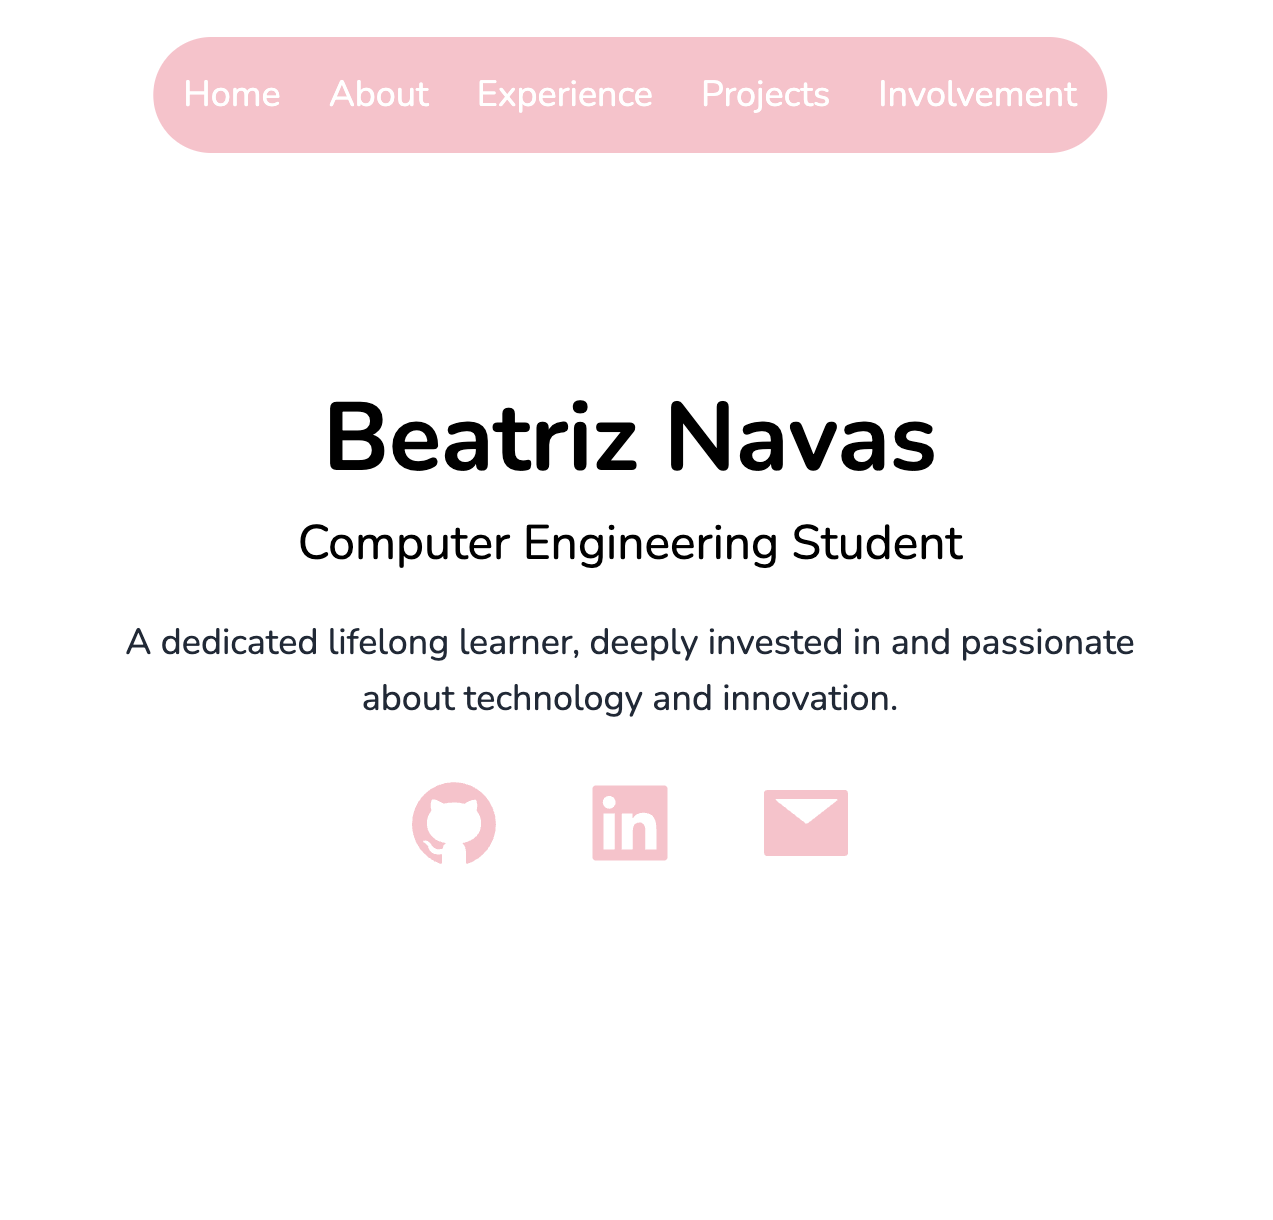 Home About Experience Projects Involvement
Beatriz Navas
Computer Engineering Student
A dedicated lifelong learner, deeply invested in and passionate
about technology and innovation.
in